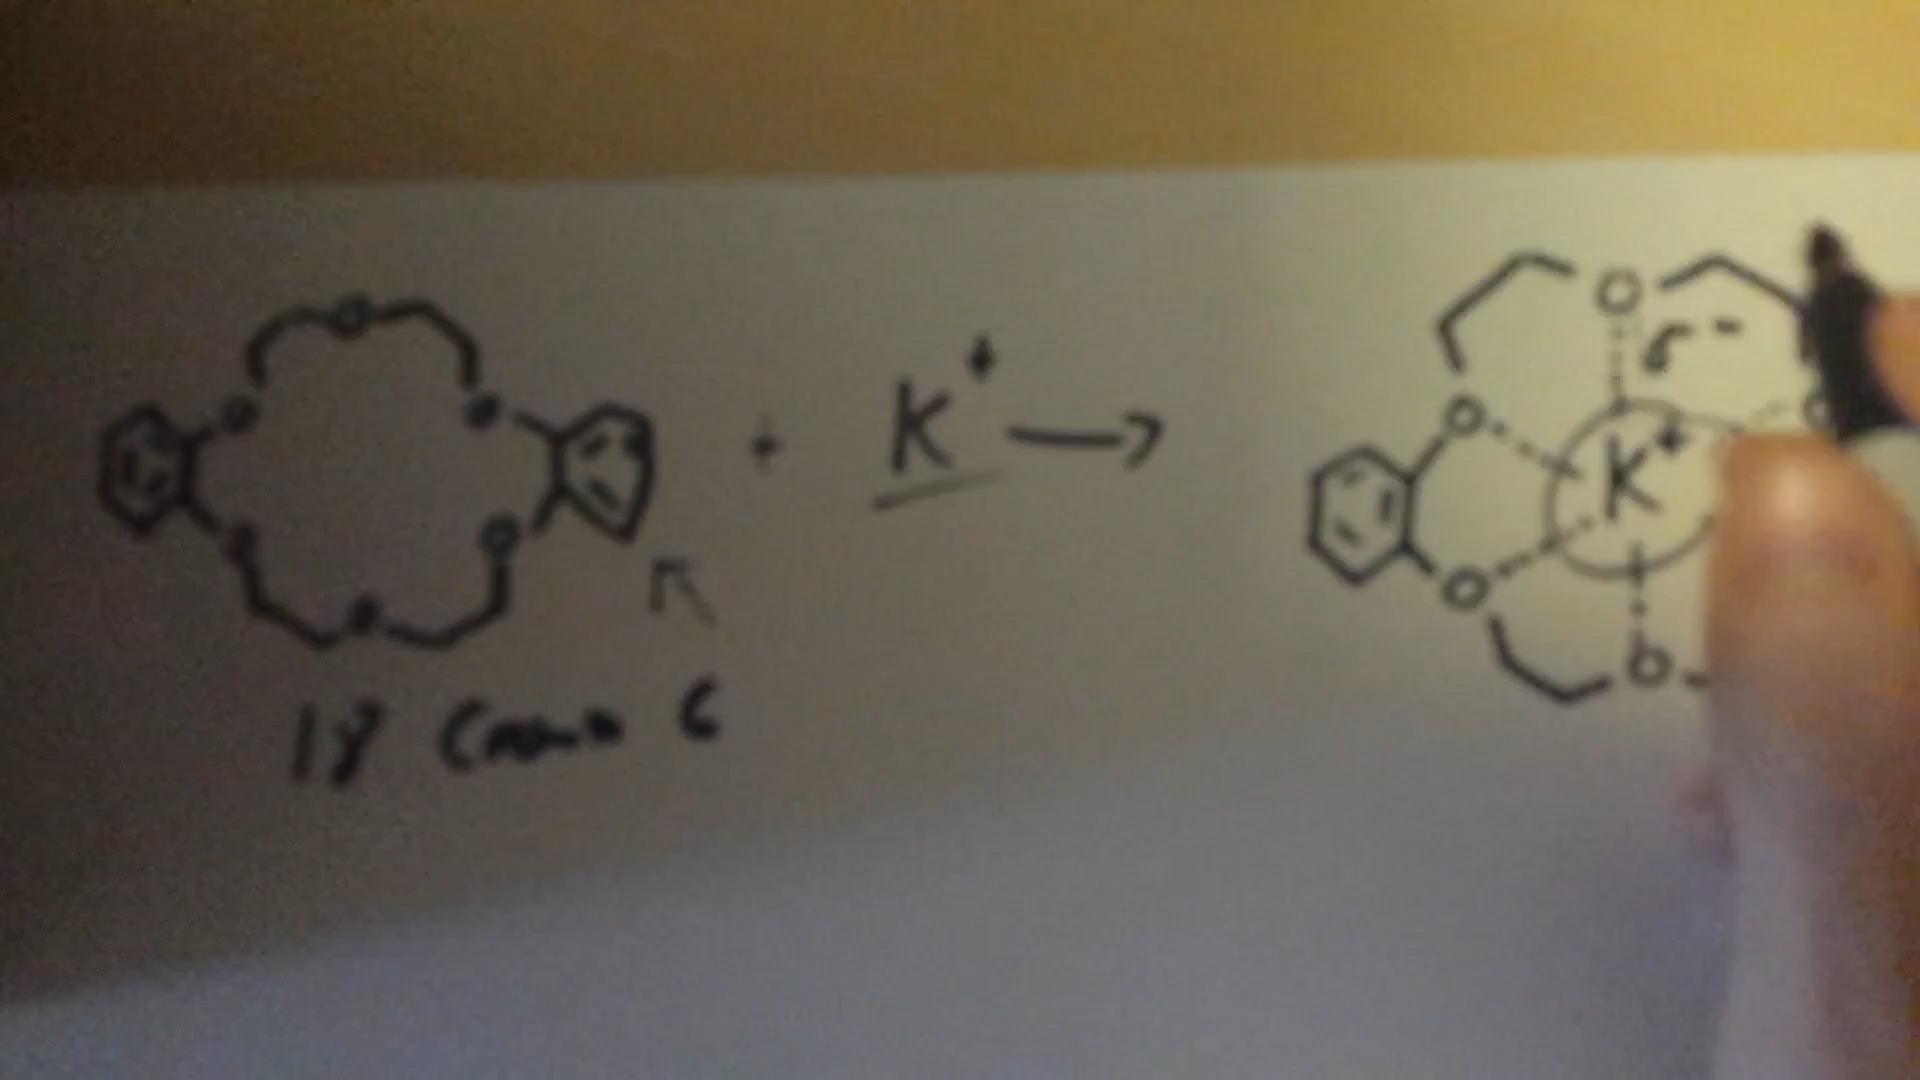 + K+ →
K+
O O O O O O
O O O O O
18 Crown 6